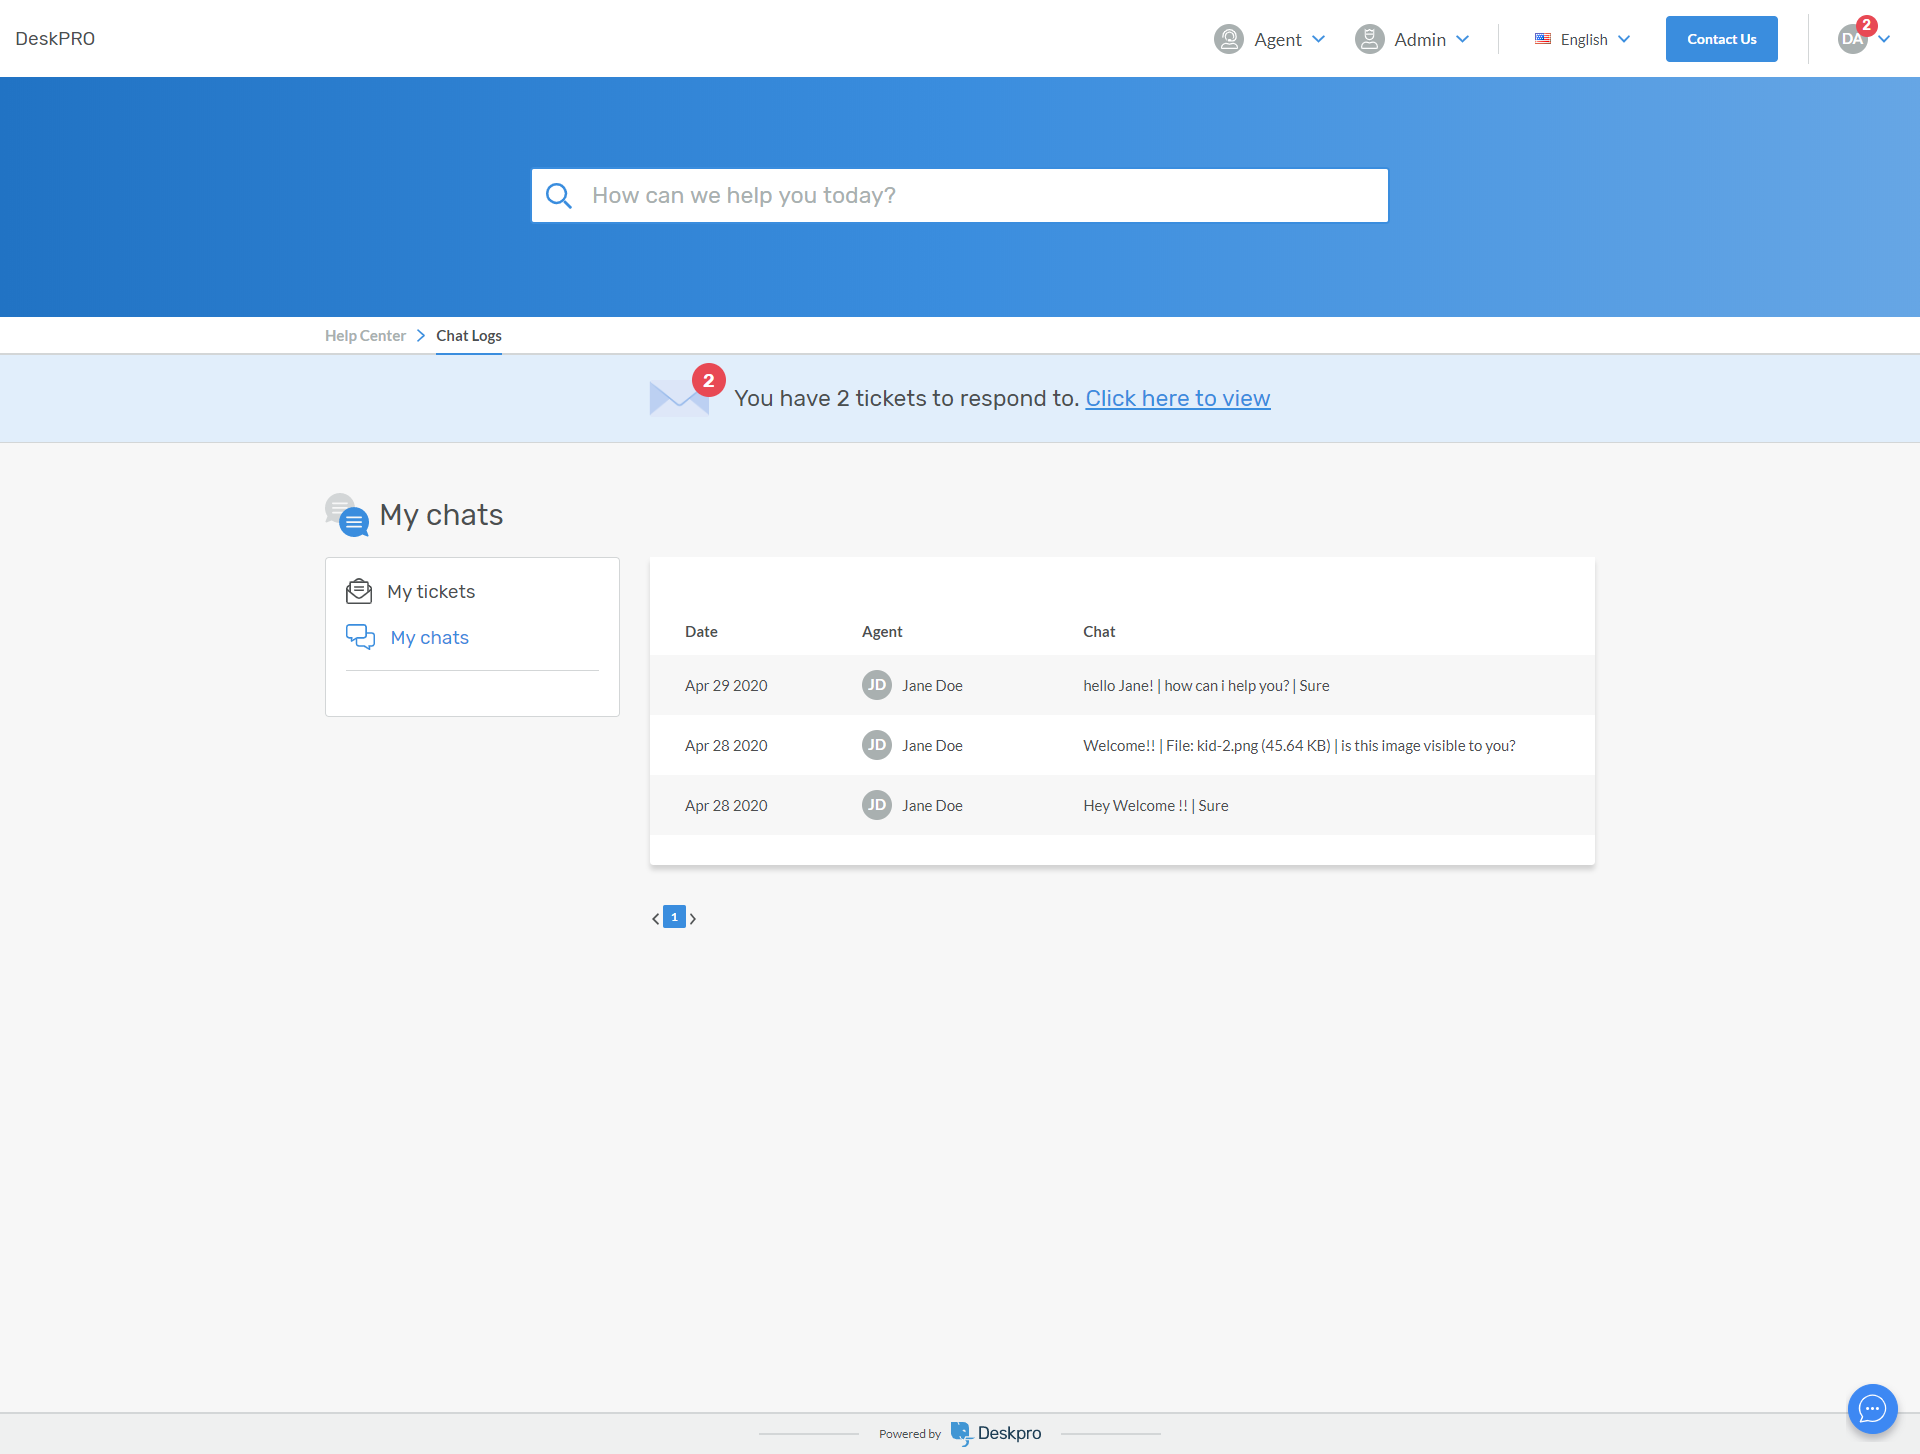 DeskPRO
Agent
Admin
English
Contact Us
DA
2
How can we help you today?
Help Center
Chat Logs
2
You have 2 tickets to respond to. Click here to view
My chats
My tickets
My chats
Date Agent Chat
Apr 29 2020 JD Jane Doe hello Jane! | how can i help you? | Sure
Apr 28 2020 JD Jane Doe Welcome!! | File: kid-2.png (45.64 KB) | is this image visible to you?
Apr 28 2020 JD Jane Doe Hey Welcome !! | Sure
1
Powered by Deskpro